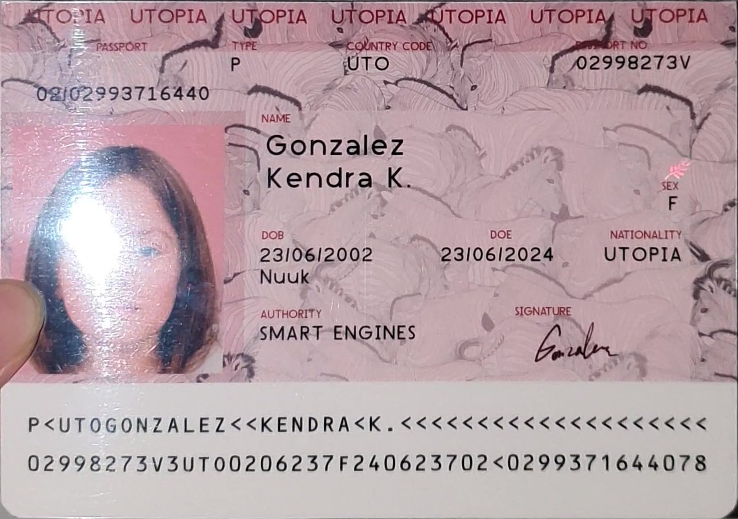 UTOPIA UTOPIA UTOPIA UTOPIA UTOPIA UTOPIA UTOPIA
PASSPORT TYPE COUNTRY CODE PASSPORT NO
P UTO 02998273V
02/02993716440
NAME
Gonzalez
Kendra K.
SEX
F
DOB DOE NATIONALITY
23/06/2002 23/06/2024 UTOPIA
Nuuk
AUTHORITY SIGNATURE
SMART ENGINES Gonzalez
P<UTOGONZALEZ<<KENDRA<K.<<<<<<<<<<<<<<<<<<<<
02998273V3UTO0206237F240623702<0299371644078